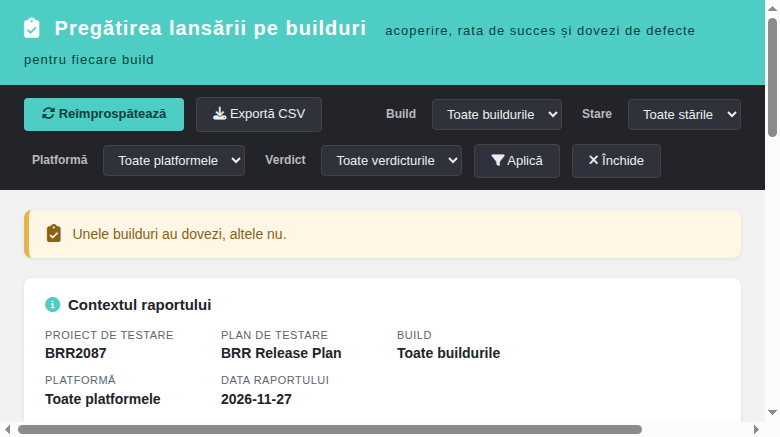 Pregătirea lansării pe builduri acoperire, rata de succes și dovezi de defecte
pentru fiecare build
Reîmprospătează Exportă CSV Build Toate buildurile Stare Toate stările
Platformă Toate platformele Verdict Toate verdicturile Aplică Închide
Unele builduri au dovezi, altele nu.
Contextul raportului
PROIECT DE TESTARE PLAN DE TESTARE BUILD
BRR2087 BRR Release Plan Toate buildurile
PLATFORMĂ DATA RAPORTULUI
Toate platformele 2026-11-27